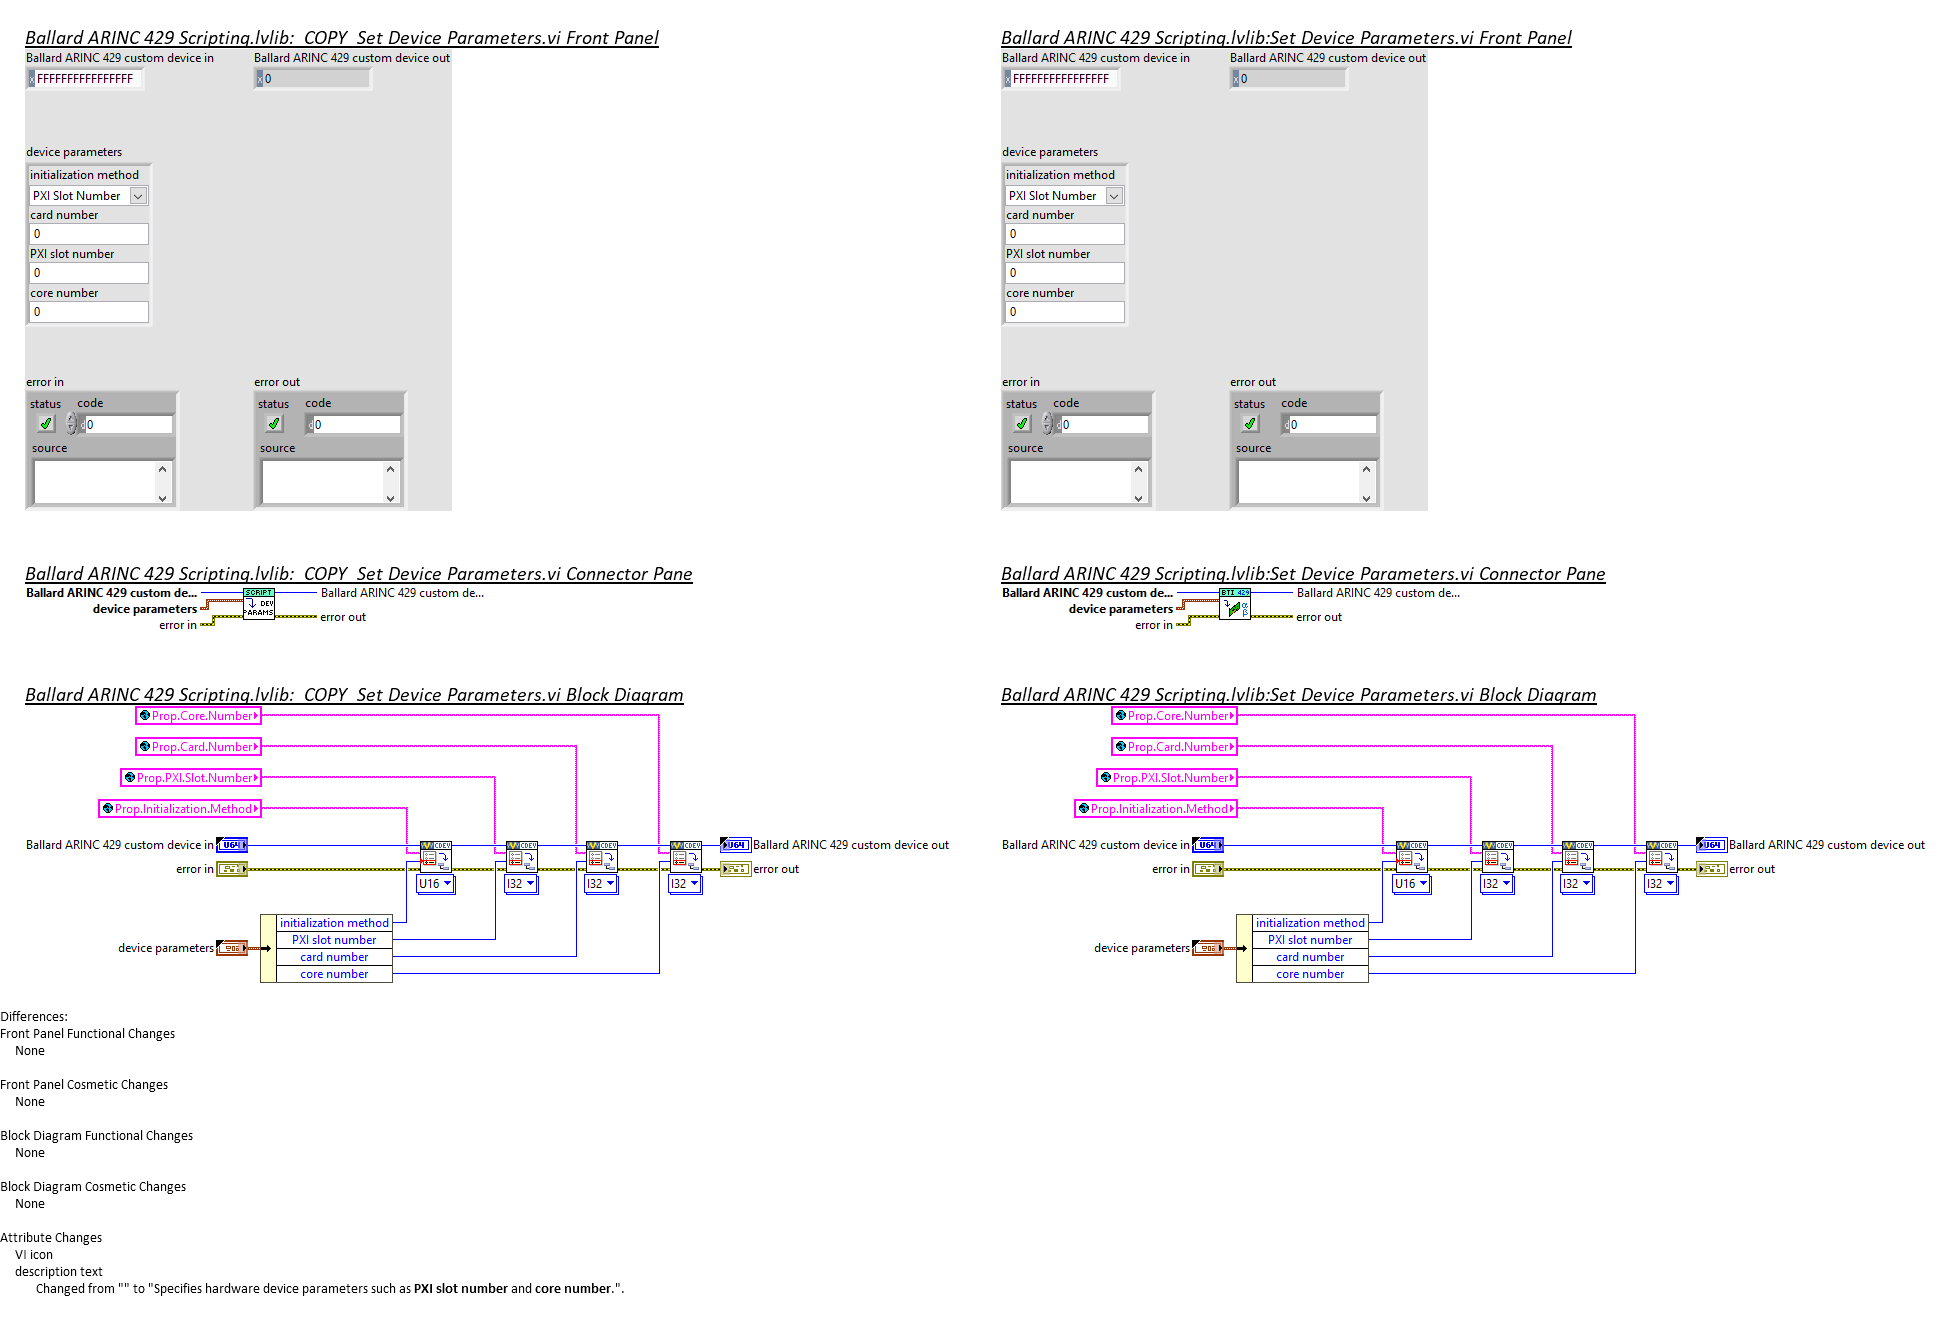 Ballard ARINC 429 Scripting.lvlib:  COPY  Set Device Parameters.vi Front Panel
Ballard ARINC 429 custom device in
Ballard ARINC 429 custom device out
x FFFFFFFFFFFFFFFF
x 0
device parameters
initialization method
PXI Slot Number
card number
0
PXI slot number
0
core number
0
error in
error out
status
code
status
code
d 0
d 0
source
source
Ballard ARINC 429 Scripting.lvlib:  COPY  Set Device Parameters.vi Connector Pane
Ballard ARINC 429 custom de...
SCRIPT
DEV
PARAMS
Ballard ARINC 429 custom de...
device parameters
error in
error out
Ballard ARINC 429 Scripting.lvlib:  COPY  Set Device Parameters.vi Block Diagram
Prop.Core.Number
Prop.Card.Number
Prop.PXI.Slot.Number
Prop.Initialization.Method
Ballard ARINC 429 custom device in
U64
CDEV
CDEV
CDEV
CDEV
U64
Ballard ARINC 429 custom device out
error in
error out
U16
I32
I32
I32
device parameters
initialization method
PXI slot number
card number
core number
Ballard ARINC 429 Scripting.lvlib:Set Device Parameters.vi Front Panel
Ballard ARINC 429 custom device in
Ballard ARINC 429 custom device out
x FFFFFFFFFFFFFFFF
x 0
device parameters
initialization method
PXI Slot Number
card number
0
PXI slot number
0
core number
0
error in
error out
status
code
status
code
d 0
d 0
source
source
Ballard ARINC 429 Scripting.lvlib:Set Device Parameters.vi Connector Pane
Ballard ARINC 429 custom de...
BTI 429
α
β
Ballard ARINC 429 custom de...
device parameters
error in
error out
Ballard ARINC 429 Scripting.lvlib:Set Device Parameters.vi Block Diagram
Prop.Core.Number
Prop.Card.Number
Prop.PXI.Slot.Number
Prop.Initialization.Method
Ballard ARINC 429 custom device in
U64
CDEV
CDEV
CDEV
CDEV
U64
Ballard ARINC 429 custom device out
error in
error out
U16
I32
I32
I32
device parameters
initialization method
PXI slot number
card number
core number
Differences:
Front Panel Functional Changes
None
Front Panel Cosmetic Changes
None
Block Diagram Functional Changes
None
Block Diagram Cosmetic Changes
None
Attribute Changes
VI icon
description text
Changed from "" to "Specifies hardware device parameters such as PXI slot number and core number.".